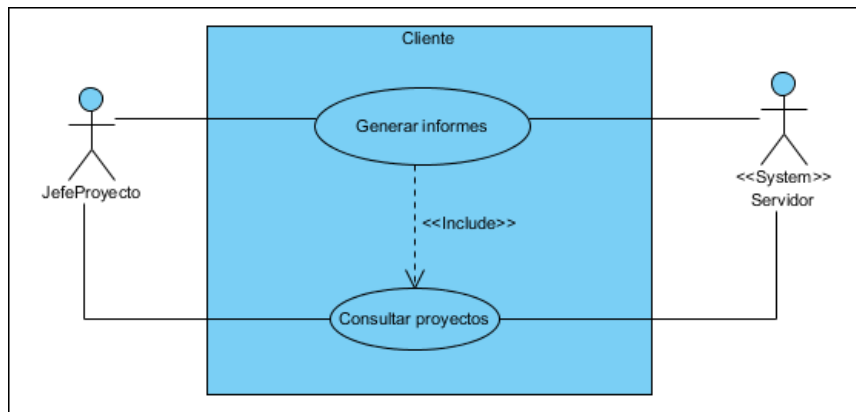 Cliente
Generar informes
JefeProyecto
<<System>>
Servidor
<<Include>>
Consultar proyectos